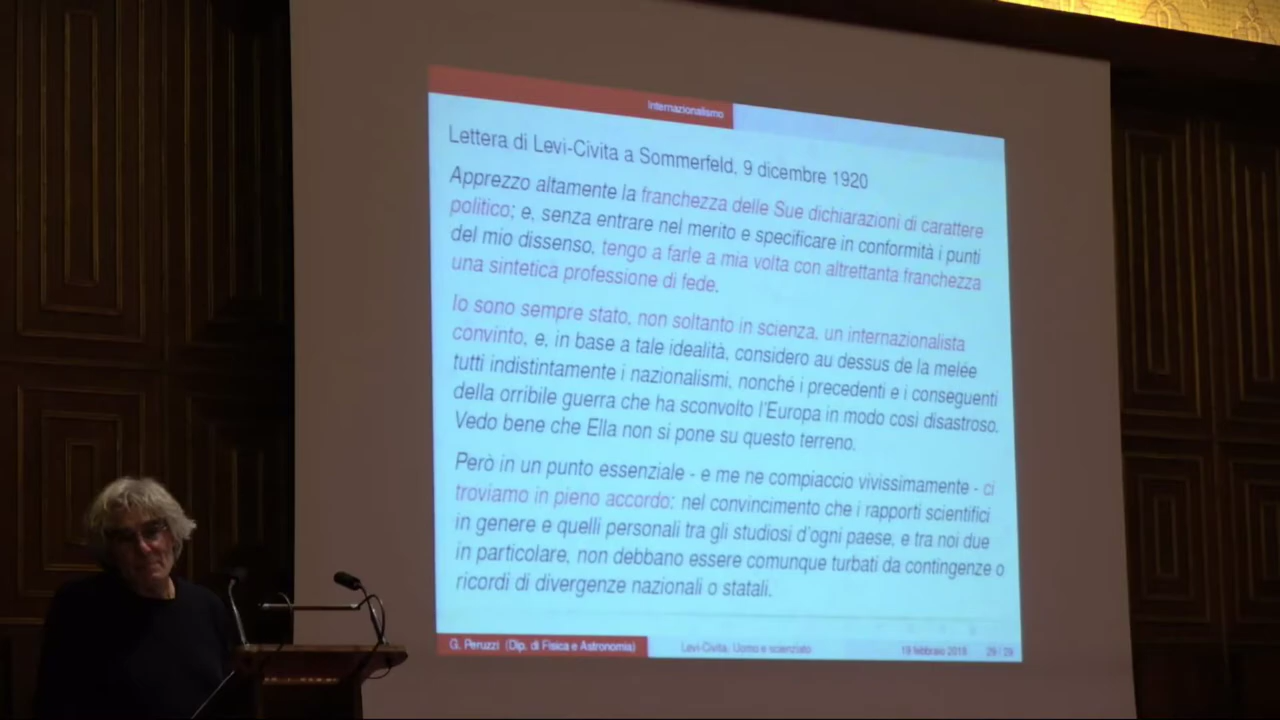 Internazionalismo
Lettera di Levi-Civita a Sommerfeld, 9 dicembre 1920
Apprezzo altamente la franchezza delle Sue dichiarazioni di carattere
politico; e, senza entrare nel merito e specificare in conformità i punti
del mio dissenso, tengo a farle a mia volta con altrettanta franchezza
una sintetica professione di fede.
Io sono sempre stato, non soltanto in scienza, un internazionalista
convinto, e, in base a tale idealità, considero au dessus de la melée
tutti indistintamente i nazionalismi, nonché i precedenti e i conseguenti
della orribile guerra che ha sconvolto l'Europa in modo così disastroso.
Vedo bene che Ella non si pone su questo terreno.
Però in un punto essenziale - e me ne compiaccio vivissimamente - ci
troviamo in pieno accordo: nel convincimento che i rapporti scientifici
in genere e quelli personali tra gli studiosi d'ogni paese, e tra noi due
in particolare, non debbano essere comunque turbati da contingenze o
ricordi di divergenze nazionali o statali.
G. Peruzzi (Dip. di Fisica e Astronomia) Levi-Civita, Uomo e scienziato 19 febbraio 2018 29 / 29